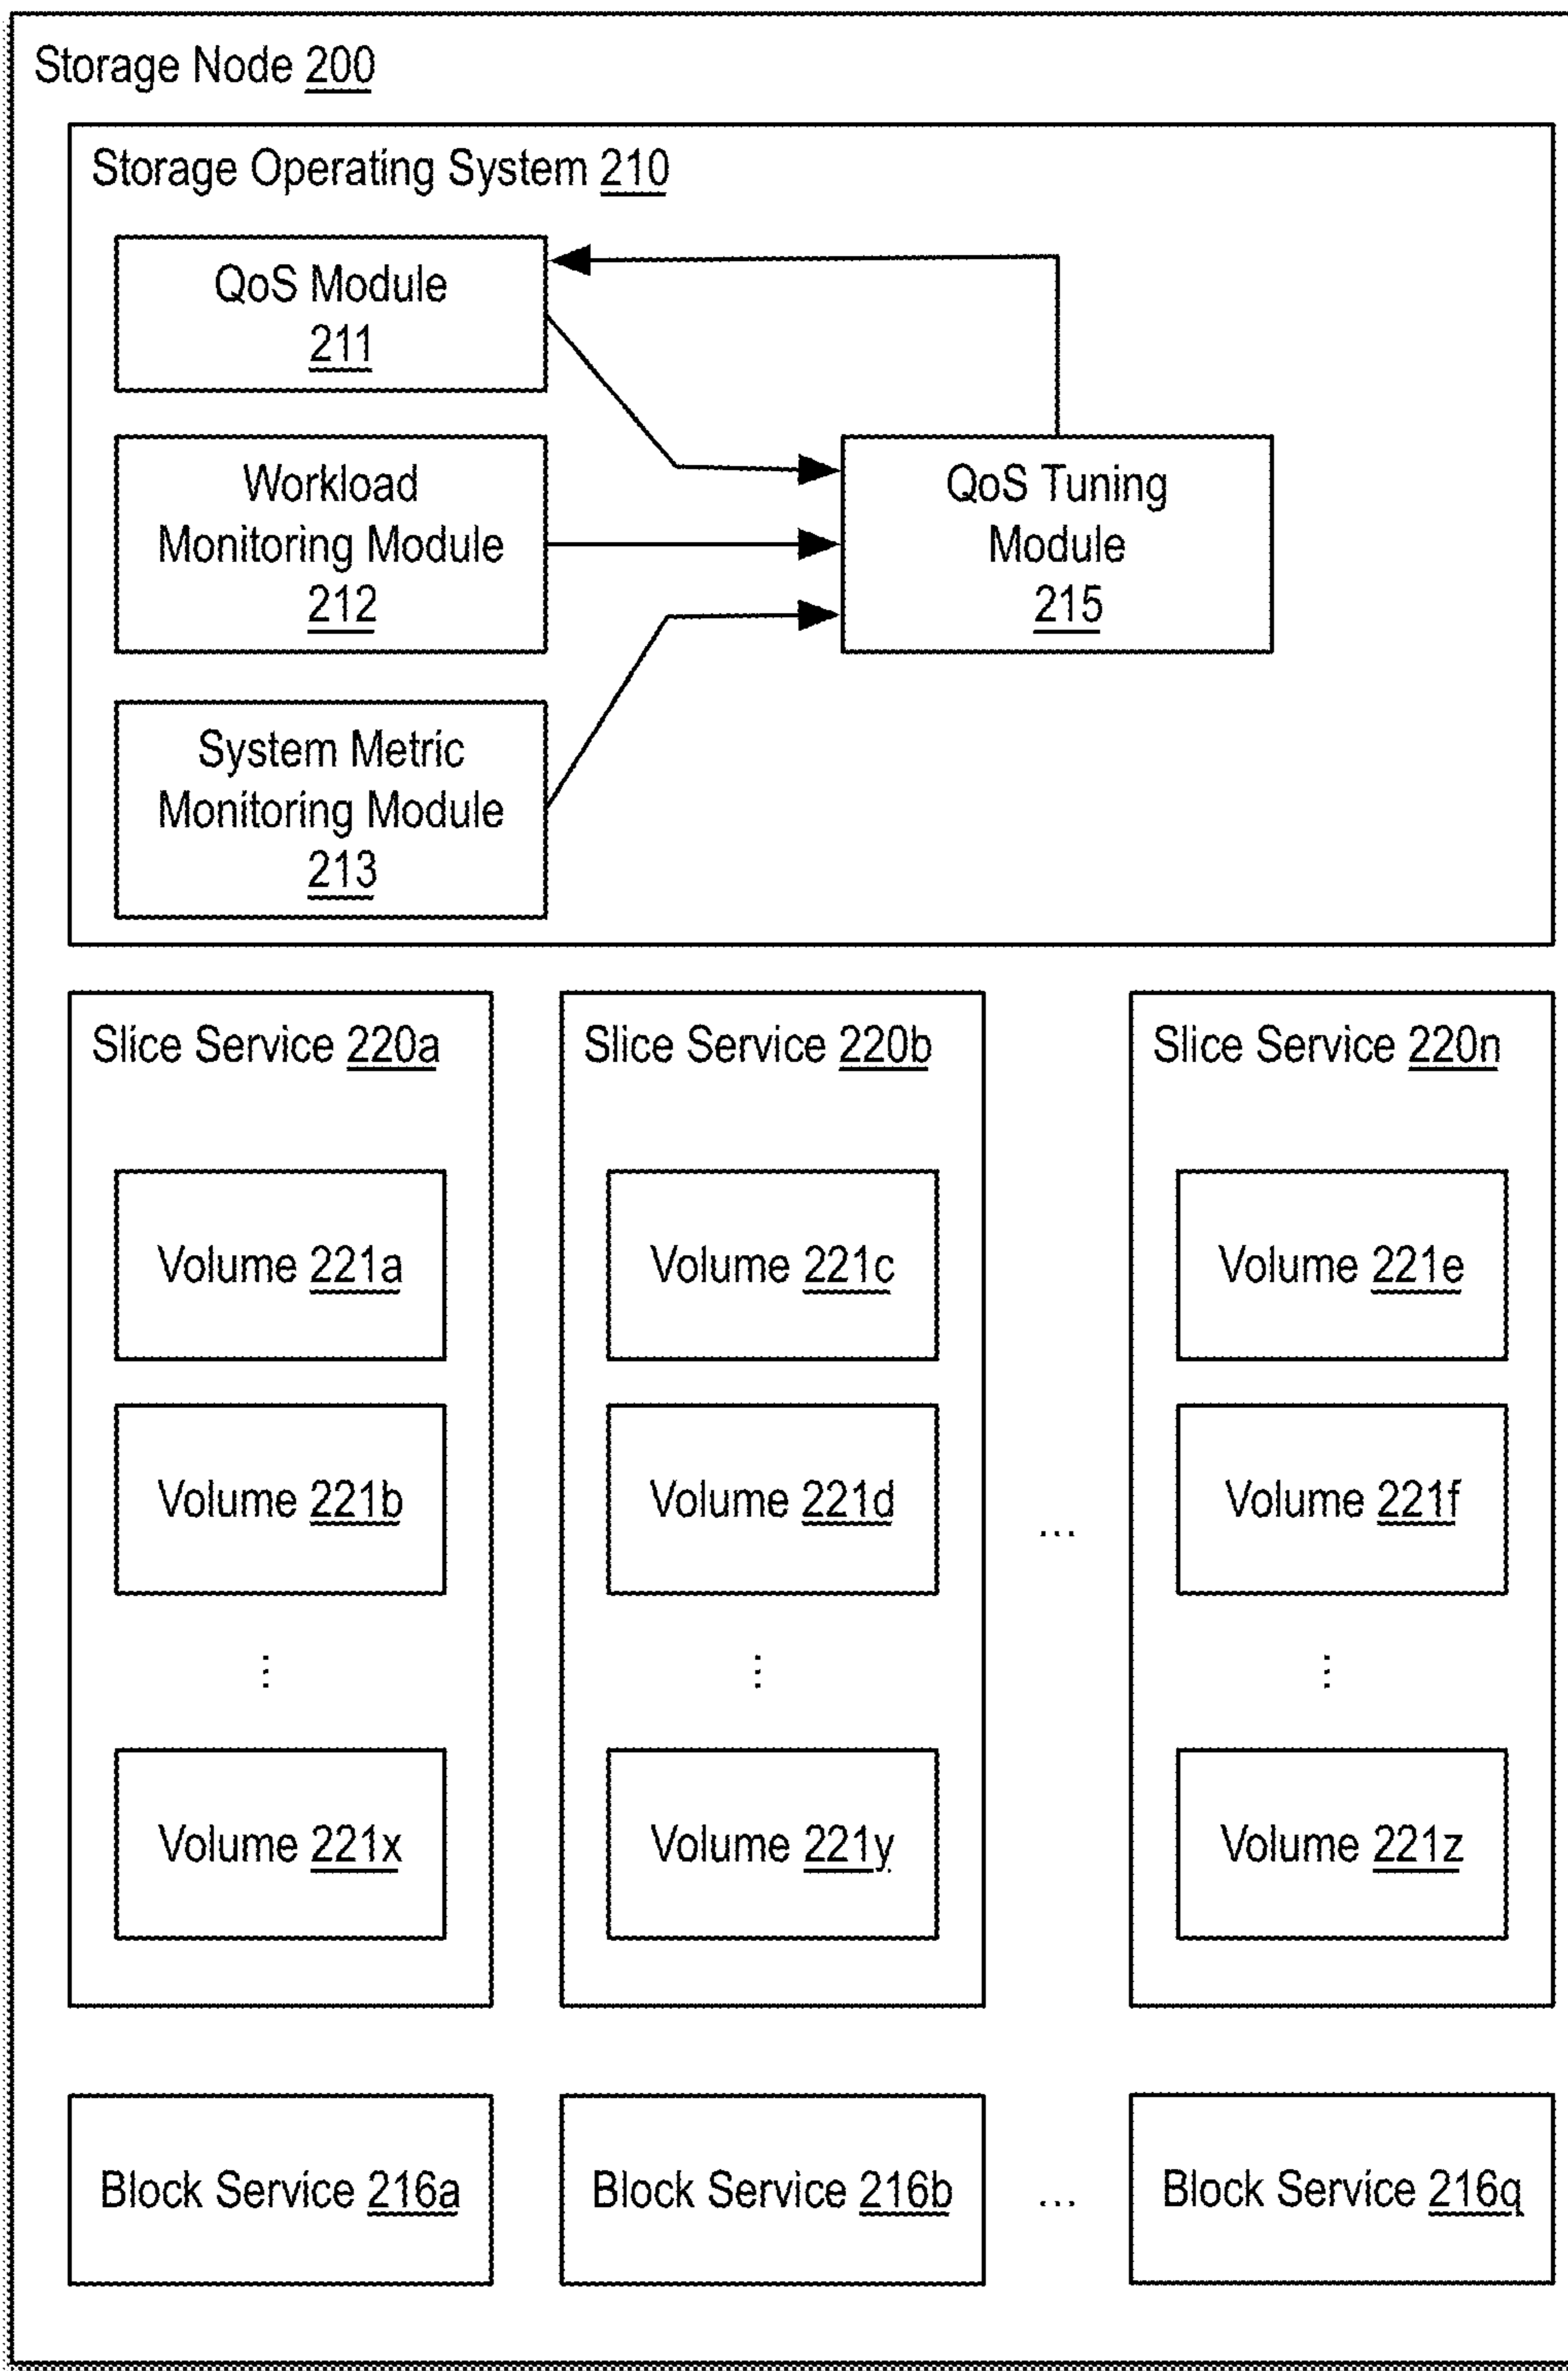 Storage Node 200
Storage Operating System 210
QoS Module
211
Workload
Monitoring Module
212
System Metric
Monitoring Module
213
QoS Tuning
Module
215
Slice Service 220a
Volume 221a
Volume 221b
⋮
Volume 221x
Slice Service 220b
Volume 221c
Volume 221d
⋮
Volume 221y
...
Slice Service 220n
Volume 221e
Volume 221f
⋮
Volume 221z
Block Service 216a
Block Service 216b
...
Block Service 216q